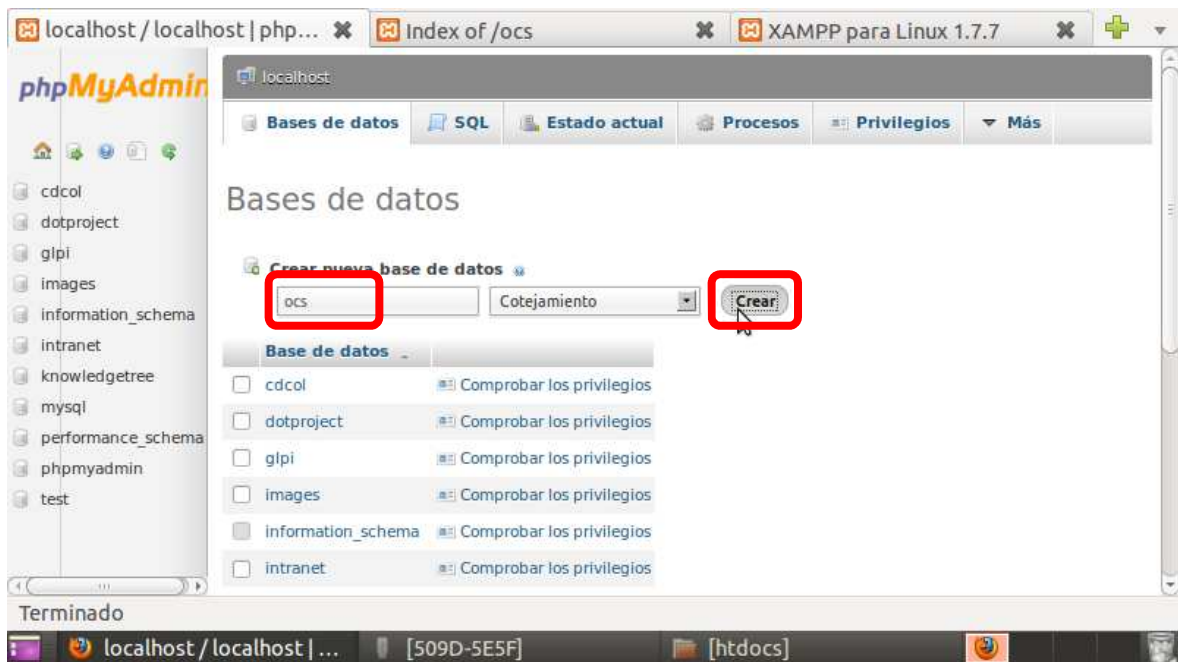 localhost / localhost | php...
Index of /ocs
XAMPP para Linux 1.7.7
phpMyAdmin
localhost
Bases de datos
SQL
Estado actual
Procesos
Privilegios
Más
cdcol
dotproject
glpi
images
information_schema
intranet
knowledgetree
mysql
performance_schema
phpmyadmin
test
Bases de datos
Crear nueva base de datos
ocs
Cotejamiento
Crear
Base de datos
cdcol Comprobar los privilegios
dotproject Comprobar los privilegios
glpi Comprobar los privilegios
images Comprobar los privilegios
information_schema Comprobar los privilegios
intranet Comprobar los privilegios
Terminado
localhost / localhost | ...
[509D-5E5F]
[htdocs]